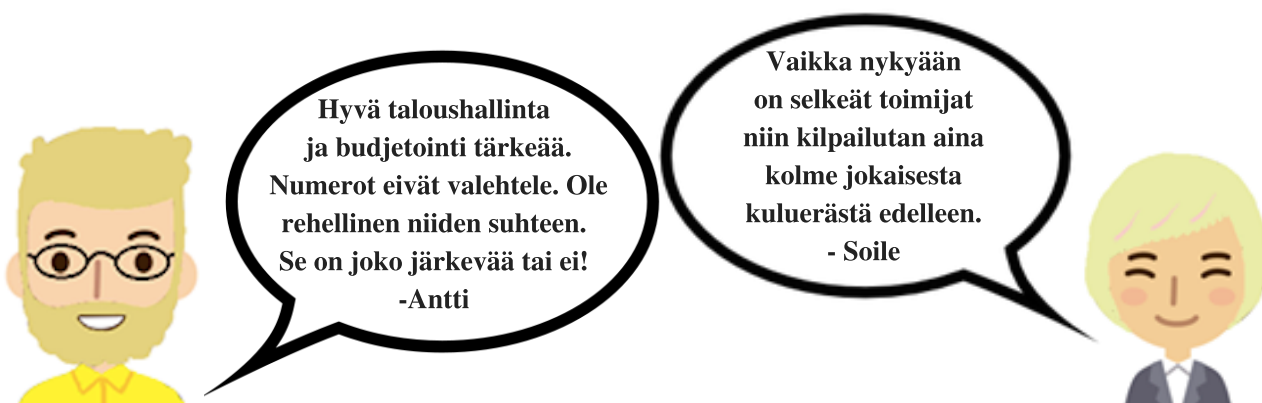 Hyvä taloushallinta
ja budjetointi tärkeää.
Numerot eivät valehtele. Ole
rehellinen niiden suhteen.
Se on joko järkevää tai ei!
-Antti
Vaikka nykyään
on selkeät toimijat
niin kilpailutan aina
kolme jokaisesta
kuluerästä edelleen.
- Soile